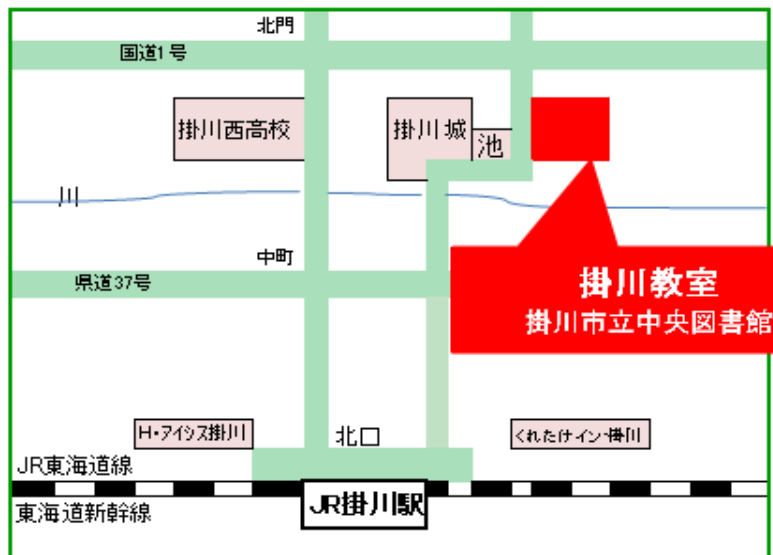 北門
国道1号
掛川西高校
掛川城
池
川
中町
県道37号
掛川教室
掛川市立中央図書館
H・アイシス掛川
北口
くれたけイン・掛川
JR東海道線
JR掛川駅
東海道新幹線